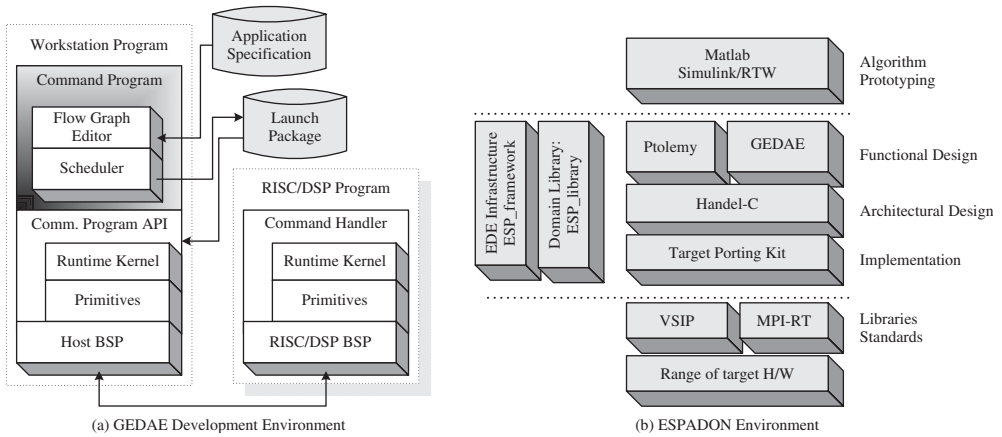 Workstation Program
Command Program
Flow Graph
Editor
Scheduler
Comm. Program API
Runtime Kernel
Primitives
Host BSP
Application
Specification
Launch
Package
RISC/DSP Program
Command Handler
Runtime Kernel
Primitives
RISC/DSP BSP
(a) GEDAE Development Environment
Matlab
Simulink/RTW
Algorithm
Prototyping
EDE Infrastructure
ESP_framework
Domain Library:
ESP_library
Ptolemy
GEDAE
Functional Design
Handel-C
Architectural Design
Target Porting Kit
Implementation
VSIP
MPI-RT
Libraries
Standards
Range of target H/W
(b) ESPADON Environment